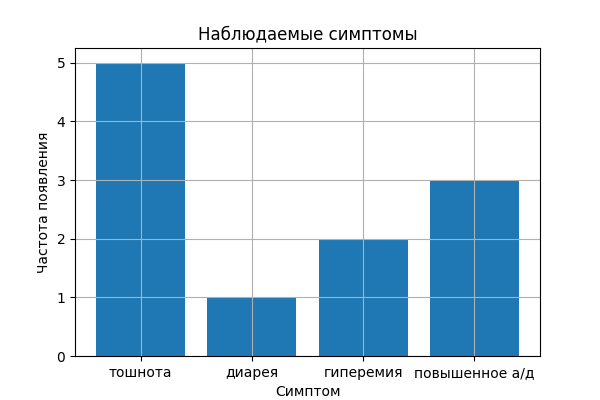 Наблюдаемые симптомы
Частота появления
5
4
3
2
1
0
тошнота диарея гиперемия повышенное а/д
Симптом